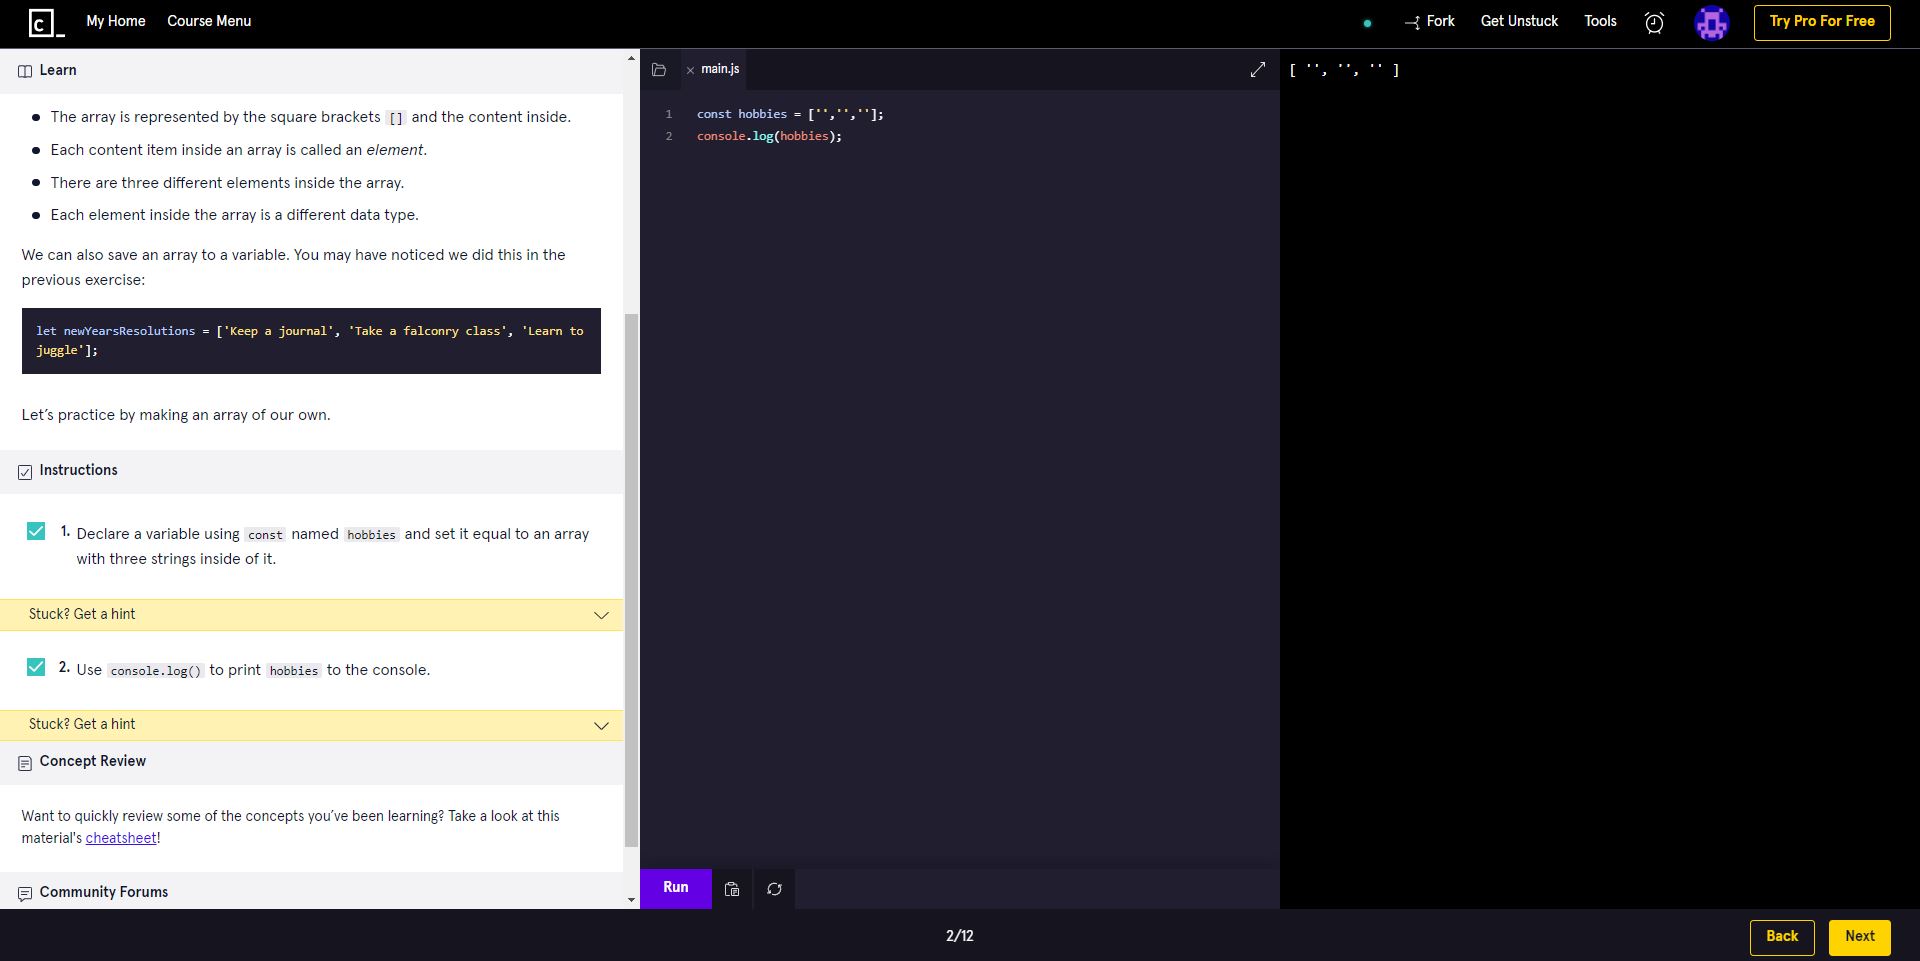 c_
My Home
Course Menu
Fork
Get Unstuck
Tools
Try Pro For Free
Learn
The array is represented by the square brackets [] and the content inside.
Each content item inside an array is called an element.
There are three different elements inside the array.
Each element inside the array is a different data type.
We can also save an array to a variable. You may have noticed we did this in the
previous exercise:
let newYearsResolutions = ['Keep a journal', 'Take a falconry class', 'Learn to
juggle'];
Let’s practice by making an array of our own.
Instructions
1. Declare a variable using const named hobbies and set it equal to an array
with three strings inside of it.
Stuck? Get a hint
2. Use console.log() to print hobbies to the console.
Stuck? Get a hint
Concept Review
Want to quickly review some of the concepts you’ve been learning? Take a look at this
material's cheatsheet!
Community Forums
× main.js
1 const hobbies = ['','',''];
2 console.log(hobbies);
Run
[ '', '', '' ]
2/12
Back
Next